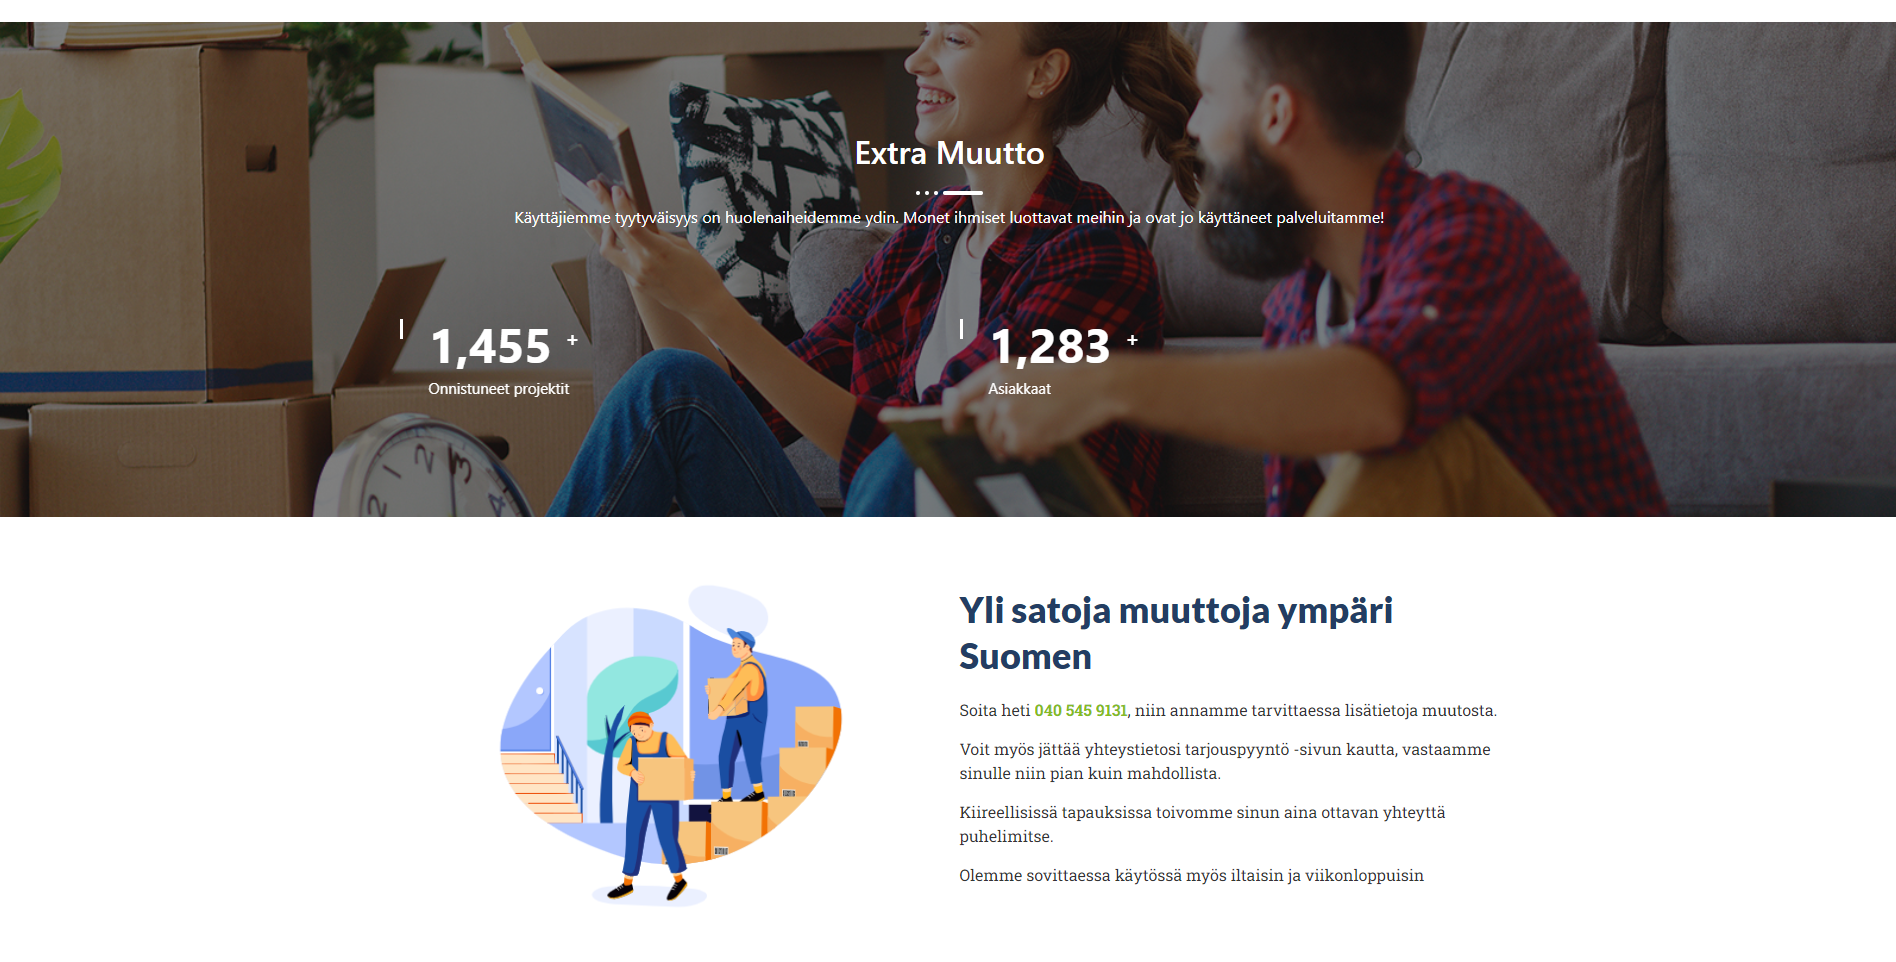 Extra Muutto
Käyttäjiemme tyytyväisyys on huolenaiheidemme ydin. Monet ihmiset luottavat meihin ja ovat jo käyttäneet palveluitamme!
1,455 +
Onnistuneet projektit
1,283 +
Asiakkaat
Yli satoja muuttoja ympäri
Suomen
Soita heti 040 545 9131, niin annamme tarvittaessa lisätietoja muutosta.
Voit myös jättää yhteystietosi tarjouspyyntö -sivun kautta, vastaamme
sinulle niin pian kuin mahdollista.
Kiireellisissä tapauksissa toivomme sinun aina ottavan yhteyttä
puhelimitse.
Olemme sovittaessa käytössä myös iltaisin ja viikonloppuisin